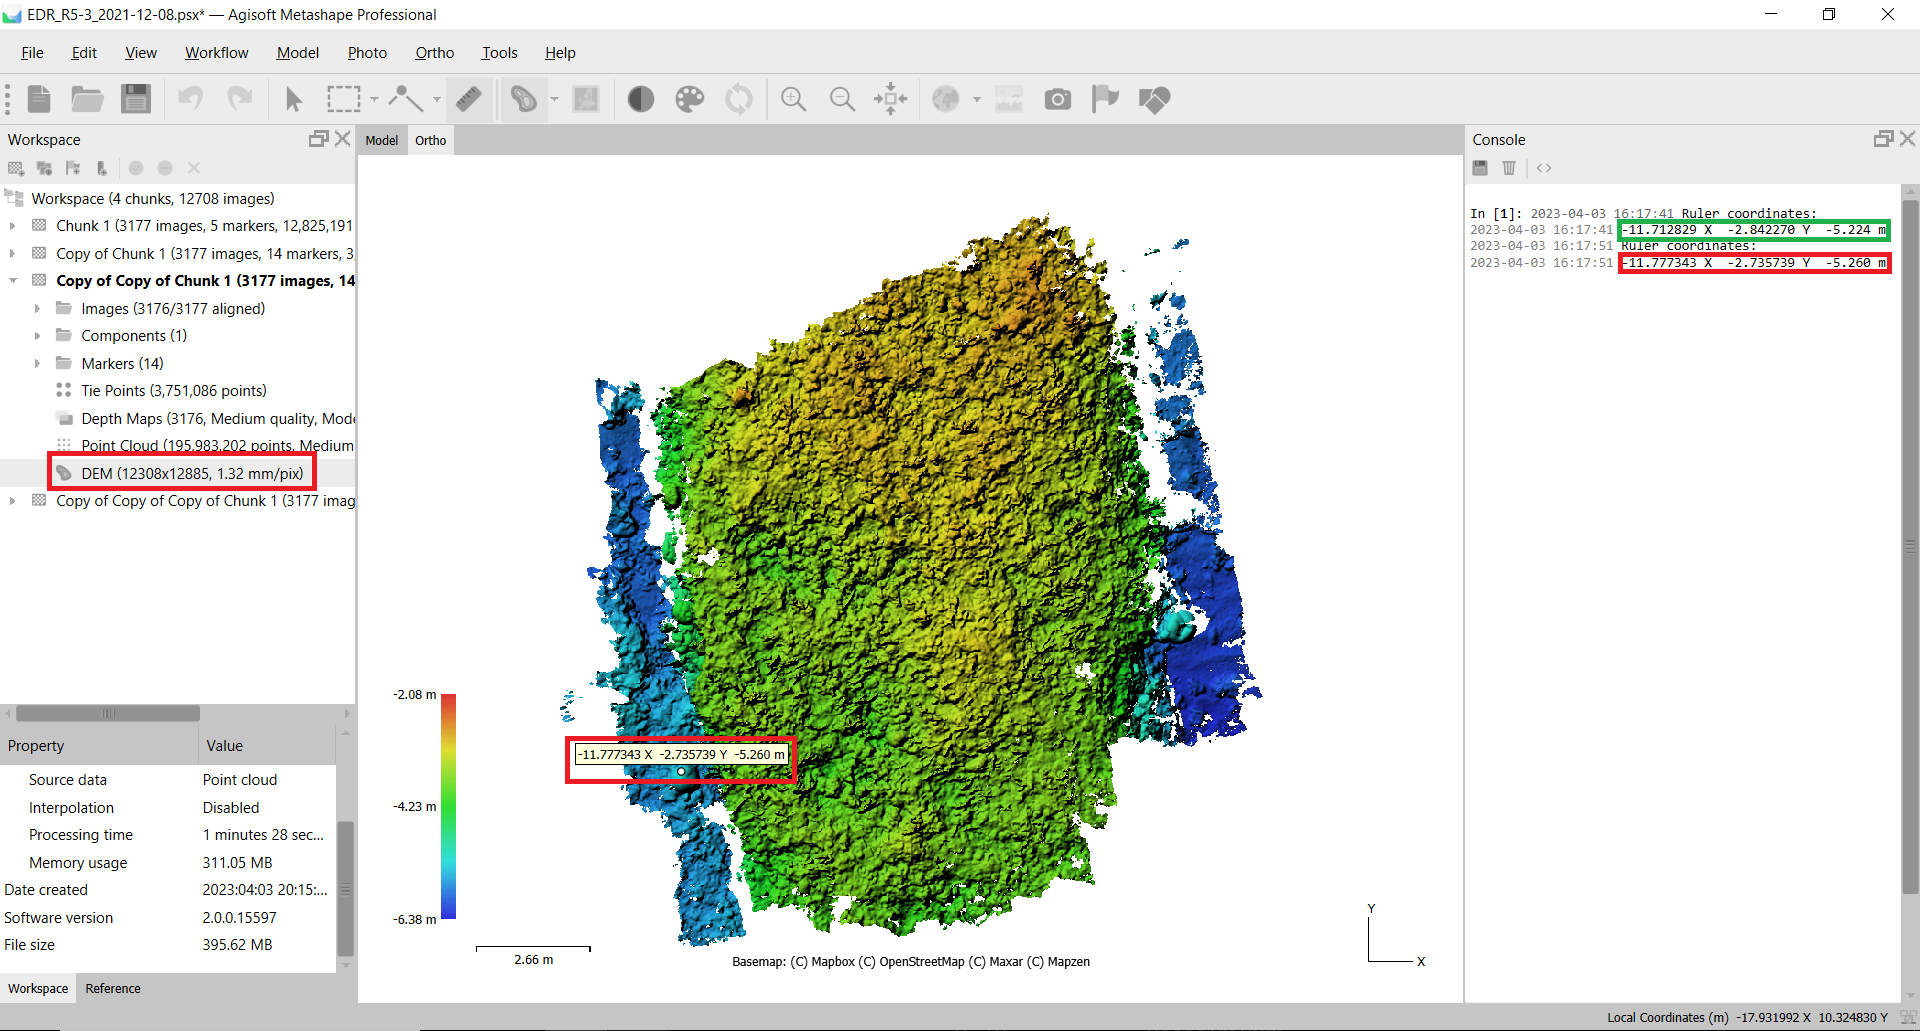 EDR_R5-3_2021-12-08.psx* — Agisoft Metashape Professional
File Edit View Workflow Model Photo Ortho Tools Help
Workspace
Workspace (4 chunks, 12708 images)
Chunk 1 (3177 images, 5 markers, 12,825,191
Copy of Chunk 1 (3177 images, 14 markers, 3,
Copy of Copy of Chunk 1 (3177 images, 14
Images (3176/3177 aligned)
Components (1)
Markers (14)
Tie Points (3,751,086 points)
Depth Maps (3176, Medium quality, Mode
Point Cloud (195,983,202 points, Medium
DEM (12308x12885, 1.32 mm/pix)
Copy of Copy of Copy of Chunk 1 (3177 imag
Property Value
Source data Point cloud
Interpolation Disabled
Processing time 1 minutes 28 sec...
Memory usage 311.05 MB
Date created 2023:04:03 20:15:...
Software version 2.0.0.15597
File size 395.62 MB
Workspace Reference
Model Ortho
-2.08 m
-4.23 m
-6.38 m
-11.777343 X -2.735739 Y -5.260 m
2.66 m
Basemap: (C) Mapbox (C) OpenStreetMap (C) Maxar (C) Mapzen
Y
X
Console
In [1]: 2023-04-03 16:17:41 Ruler coordinates:
2023-04-03 16:17:41 -11.712829 X -2.842270 Y -5.224 m
2023-04-03 16:17:51 Ruler coordinates:
2023-04-03 16:17:51 -11.777343 X -2.735739 Y -5.260 m
Local Coordinates (m) -17.931992 X 10.324830 Y